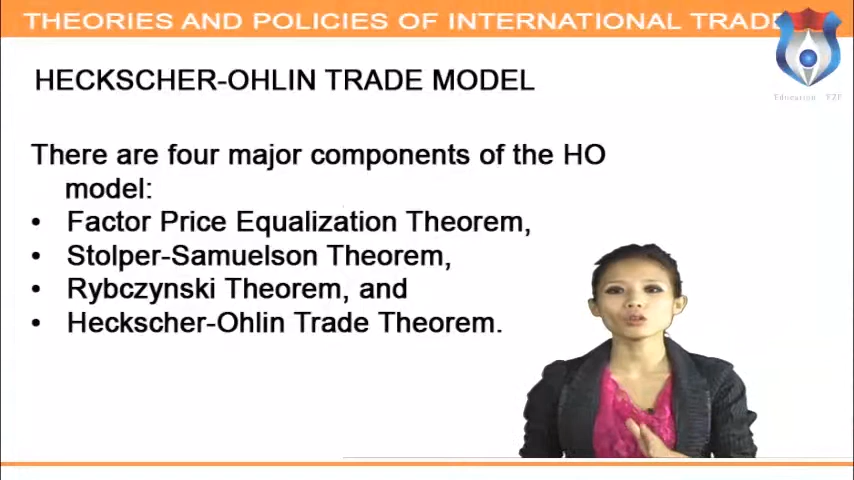 THEORIES AND POLICIES OF INTERNATIONAL TRADE
HECKSCHER-OHLIN TRADE MODEL
There are four major components of the HO
model:
• Factor Price Equalization Theorem,
• Stolper-Samuelson Theorem,
• Rybczynski Theorem, and
• Heckscher-Ohlin Trade Theorem.
Education